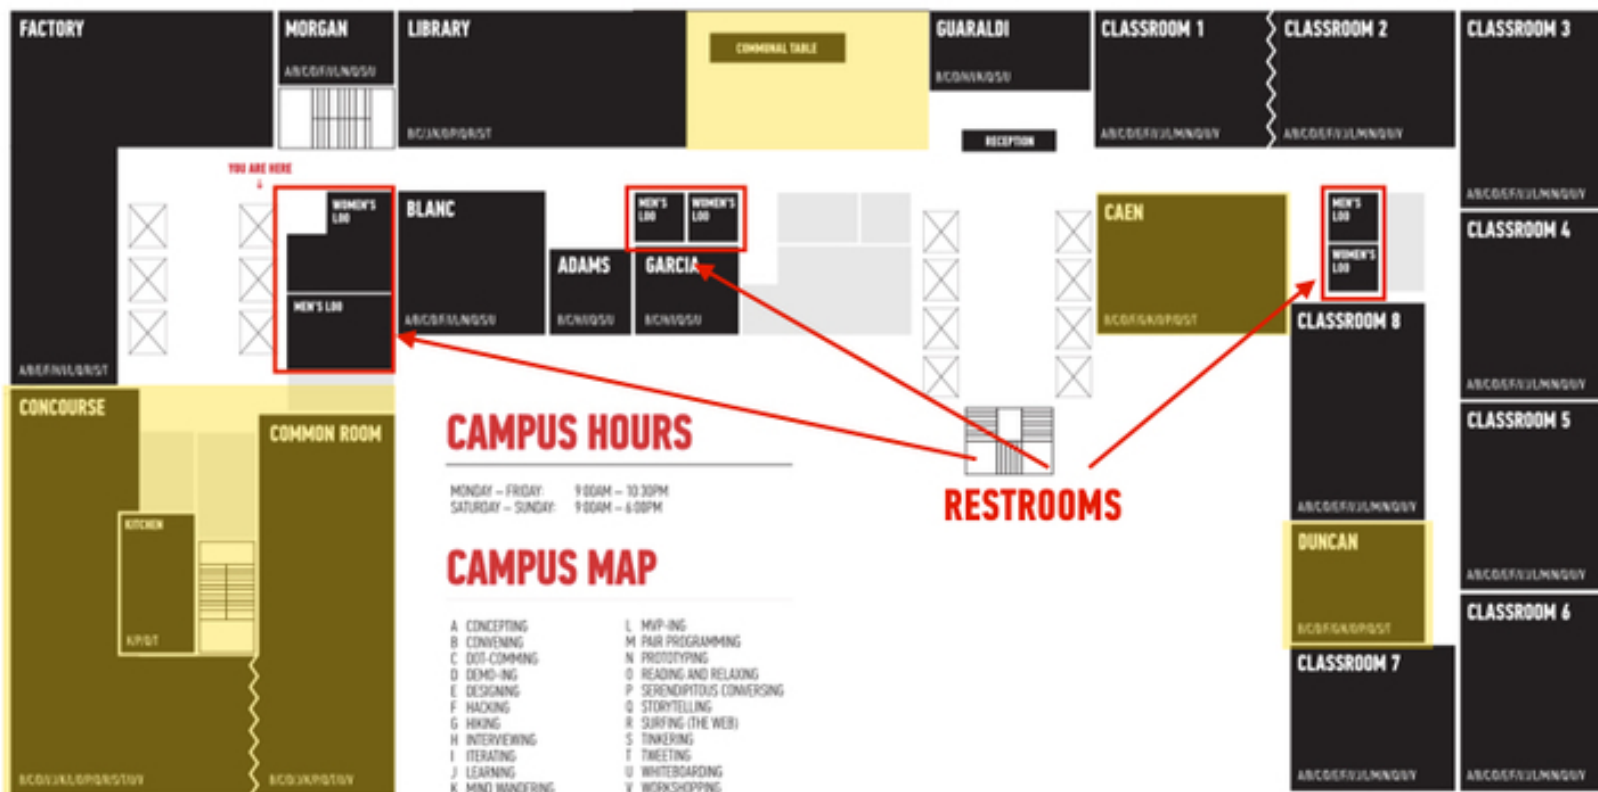 FACTORY
MORGAN
LIBRARY
COMMUNAL TABLE
GUARALDI
CLASSROOM 1
CLASSROOM 2
CLASSROOM 3
RECEPTION
YOU ARE HERE
WOMEN'S
LOO
MEN'S LOO
BLANC
ADAMS
MEN'S
LOO
WOMEN'S
LOO
GARCIA
CAEN
MEN'S
LOO
WOMEN'S
LOO
CLASSROOM 4
CLASSROOM 8
CONCOURSE
COMMON ROOM
KITCHEN
K/P/Q/T
CLASSROOM 5
DUNCAN
CLASSROOM 7
CLASSROOM 6
RESTROOMS
CAMPUS HOURS
MONDAY – FRIDAY: 9:00AM – 10:30PM
SATURDAY – SUNDAY: 9:00AM – 6:00PM
CAMPUS MAP
A CONCEPTING
B CONVENING
C DOT-COMMING
D DEMO-ING
E DESIGNING
F HACKING
G HIKING
H INTERVIEWING
I ITERATING
J LEARNING
K MIND WANDERING
L MVP-ING
M PAIR PROGRAMMING
N PROTOTYPING
O READING AND RELAXING
P SERENDIPITOUS CONVERSING
Q STORYTELLING
R SURFING (THE WEB)
S TINKERING
T TWEETING
U WHITEBOARDING
V WORKSHOPPING